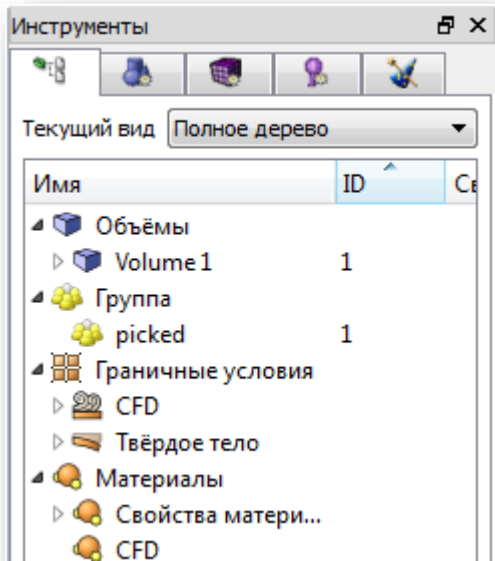 Инструменты
Текущий вид Полное дерево
Имя ID
Объёмы
Volume 1 1
Группа
picked 1
Граничные условия
CFD
Твёрдое тело
Материалы
Свойства матери...
CFD